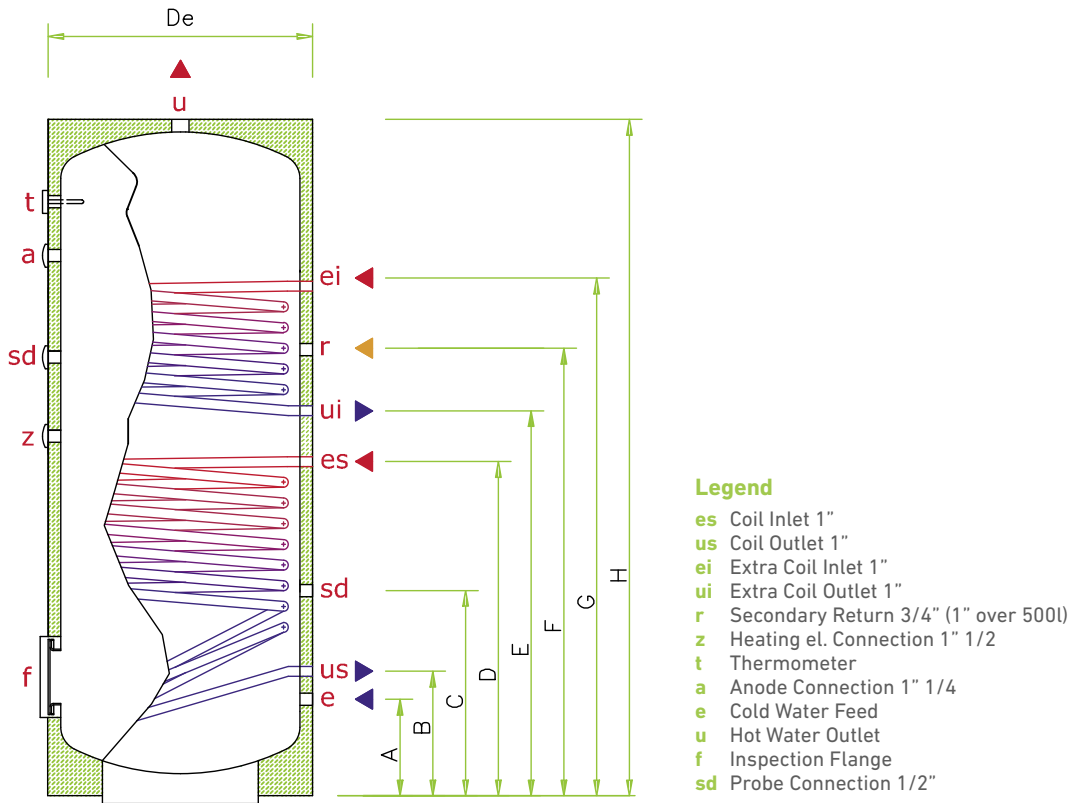 De
u
t
a
sd
z
f
ei
r
ui
es
sd
us
e
A
B
C
D
E
F
G
H
Legend
es Coil Inlet 1”
us Coil Outlet 1”
ei Extra Coil Inlet 1”
ui Extra Coil Outlet 1”
r Secondary Return 3/4” (1” over 500l)
z Heating el. Connection 1” 1/2
t Thermometer
a Anode Connection 1” 1/4
e Cold Water Feed
u Hot Water Outlet
f Inspection Flange
sd Probe Connection 1/2”